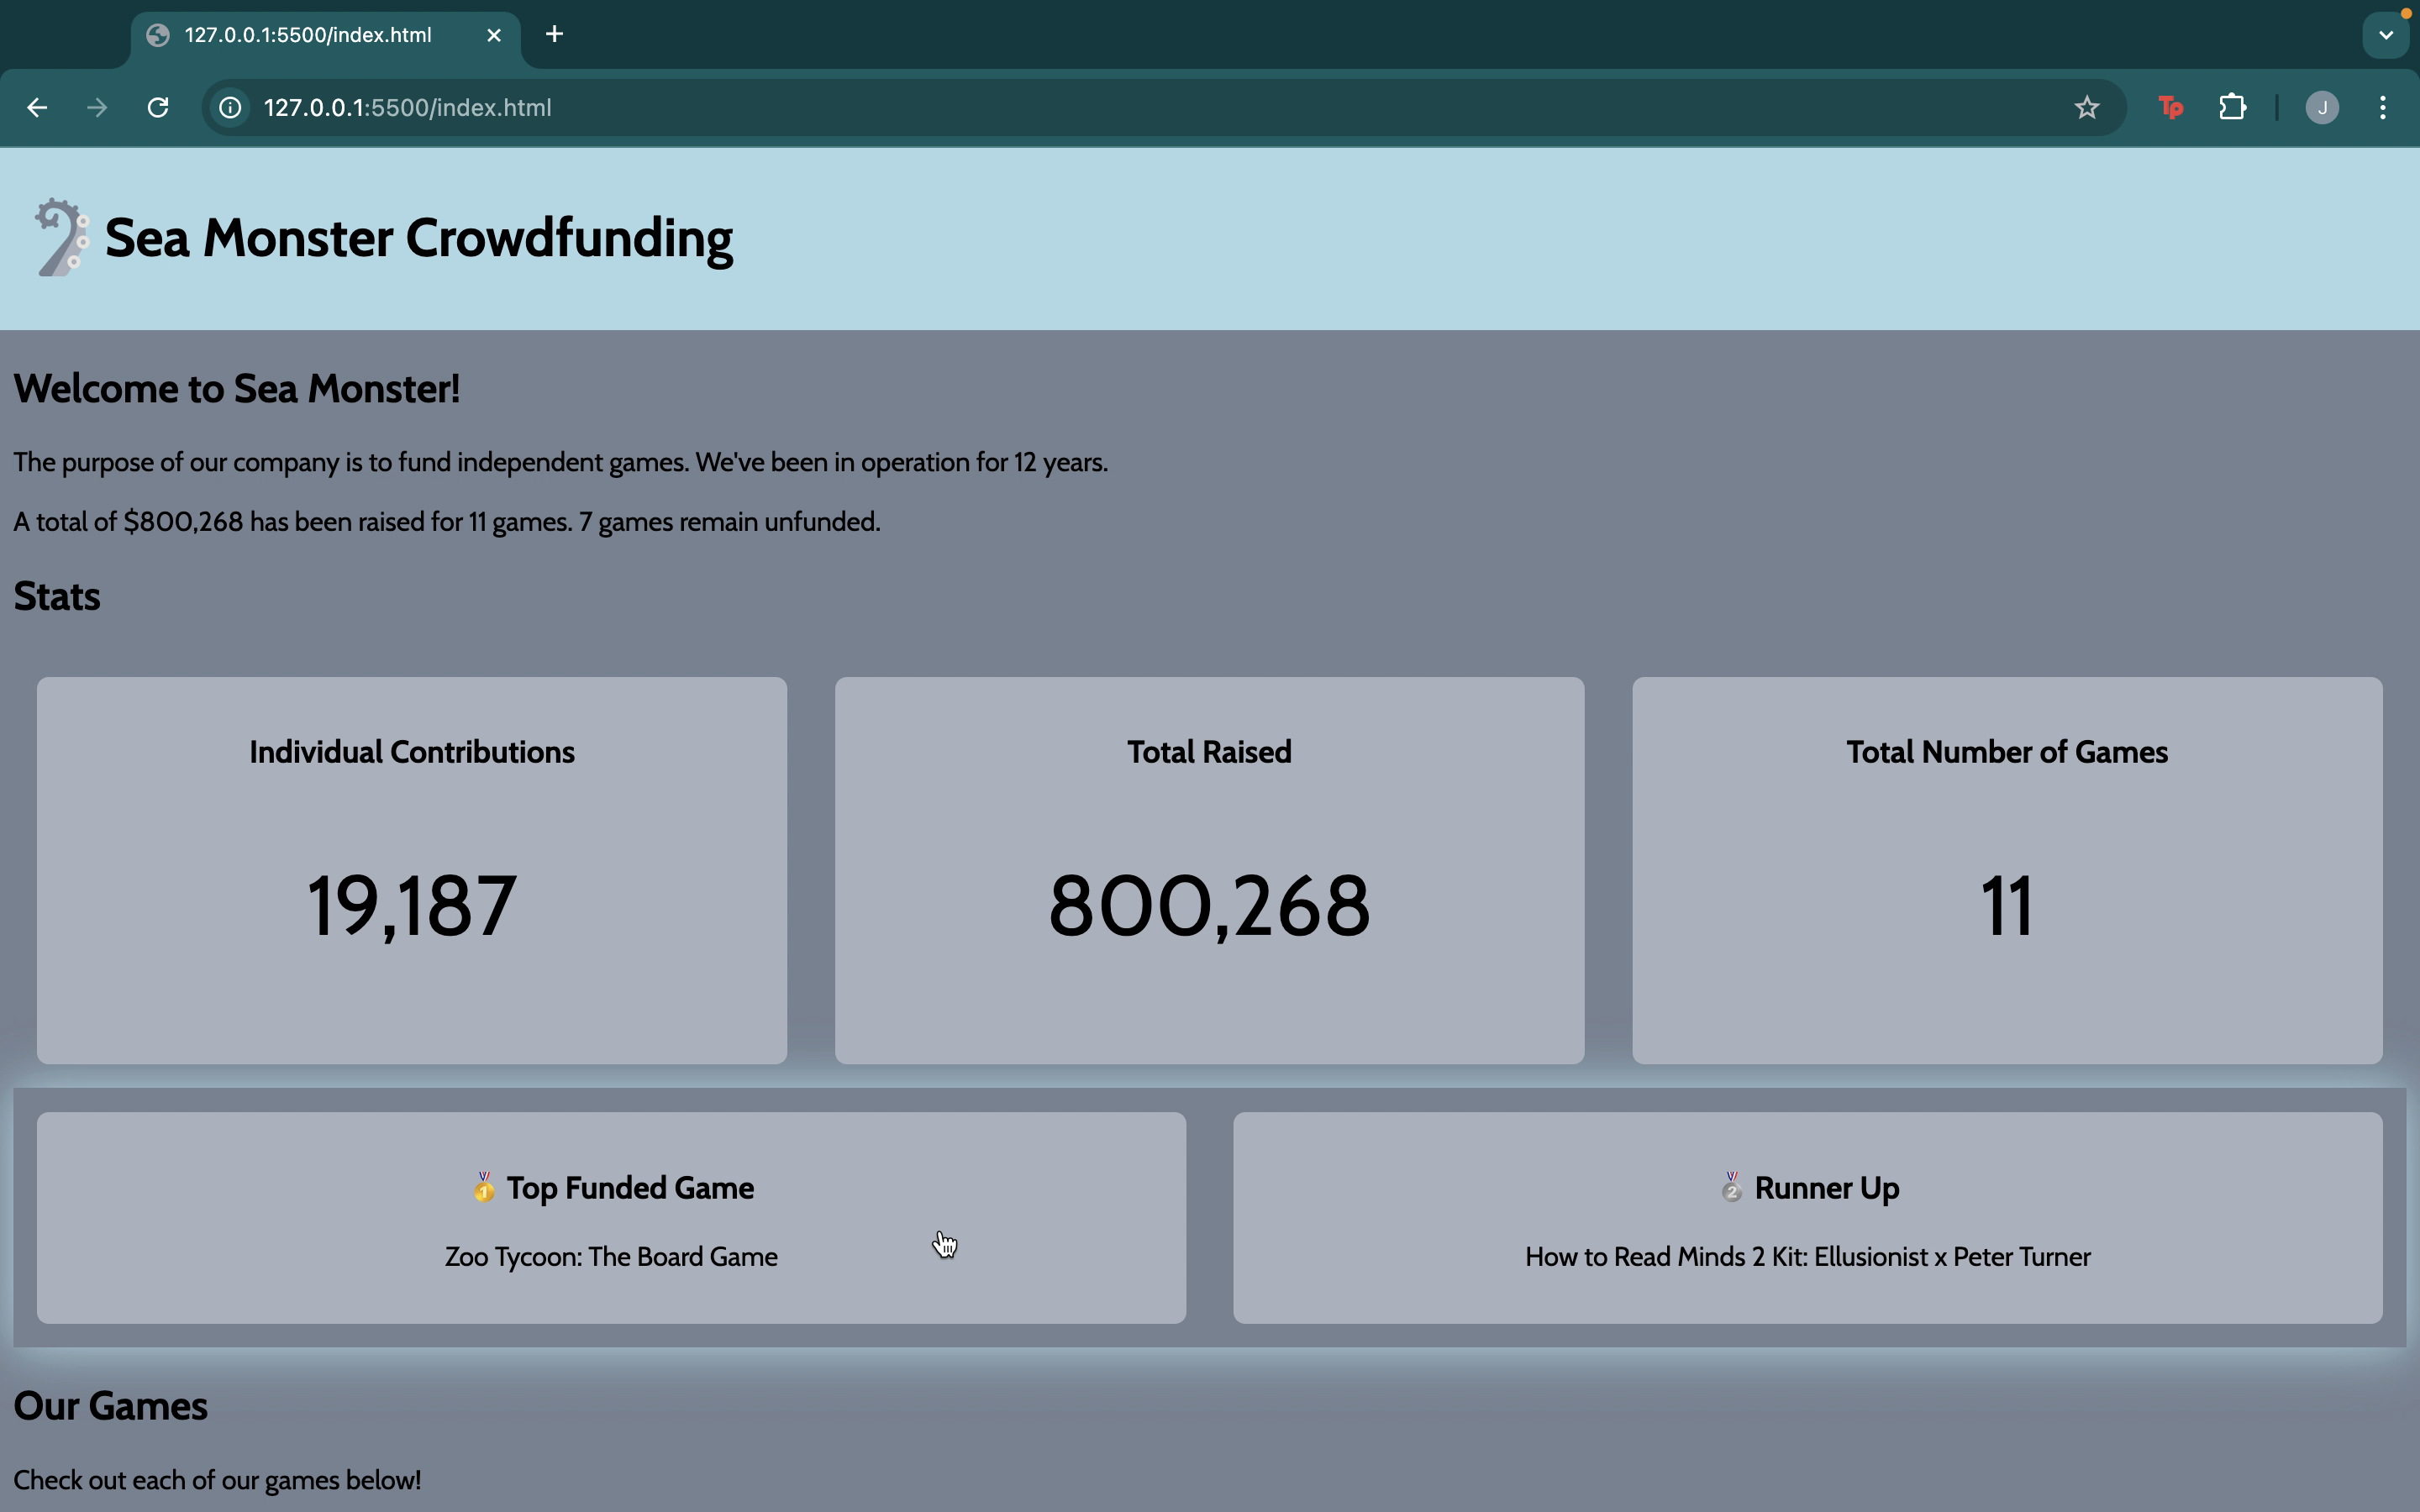 127.0.0.1:5500/index.html
127.0.0.1:5500/index.html
Tp
J
Sea Monster Crowdfunding
Welcome to Sea Monster!
The purpose of our company is to fund independent games. We've been in operation for 12 years.
A total of $800,268 has been raised for 11 games. 7 games remain unfunded.
Stats
Individual Contributions
19,187
Total Raised
800,268
Total Number of Games
11
🥇 Top Funded Game
Zoo Tycoon: The Board Game
🥈 Runner Up
How to Read Minds 2 Kit: Ellusionist x Peter Turner
Our Games
Check out each of our games below!